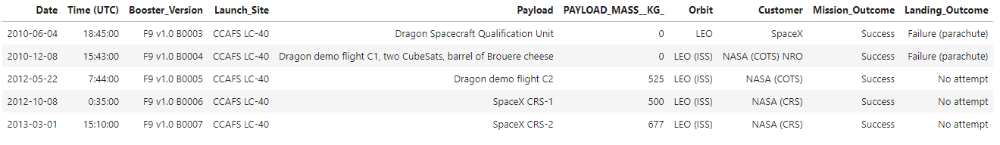 Date Time (UTC) Booster_Version Launch_Site Payload PAYLOAD_MASS__KG_ Orbit Customer Mission_Outcome Landing_Outcome
2010-06-04 18:45:00 F9 v1.0 B0003 CCAFS LC-40 Dragon Spacecraft Qualification Unit 0 LEO SpaceX Success Failure (parachute)
2010-12-08 15:43:00 F9 v1.0 B0004 CCAFS LC-40 Dragon demo flight C1, two CubeSats, barrel of Brouere cheese 0 LEO (ISS) NASA (COTS) NRO Success Failure (parachute)
2012-05-22 7:44:00 F9 v1.0 B0005 CCAFS LC-40 Dragon demo flight C2 525 LEO (ISS) NASA (COTS) Success No attempt
2012-10-08 0:35:00 F9 v1.0 B0006 CCAFS LC-40 SpaceX CRS-1 500 LEO (ISS) NASA (CRS) Success No attempt
2013-03-01 15:10:00 F9 v1.0 B0007 CCAFS LC-40 SpaceX CRS-2 677 LEO (ISS) NASA (CRS) Success No attempt